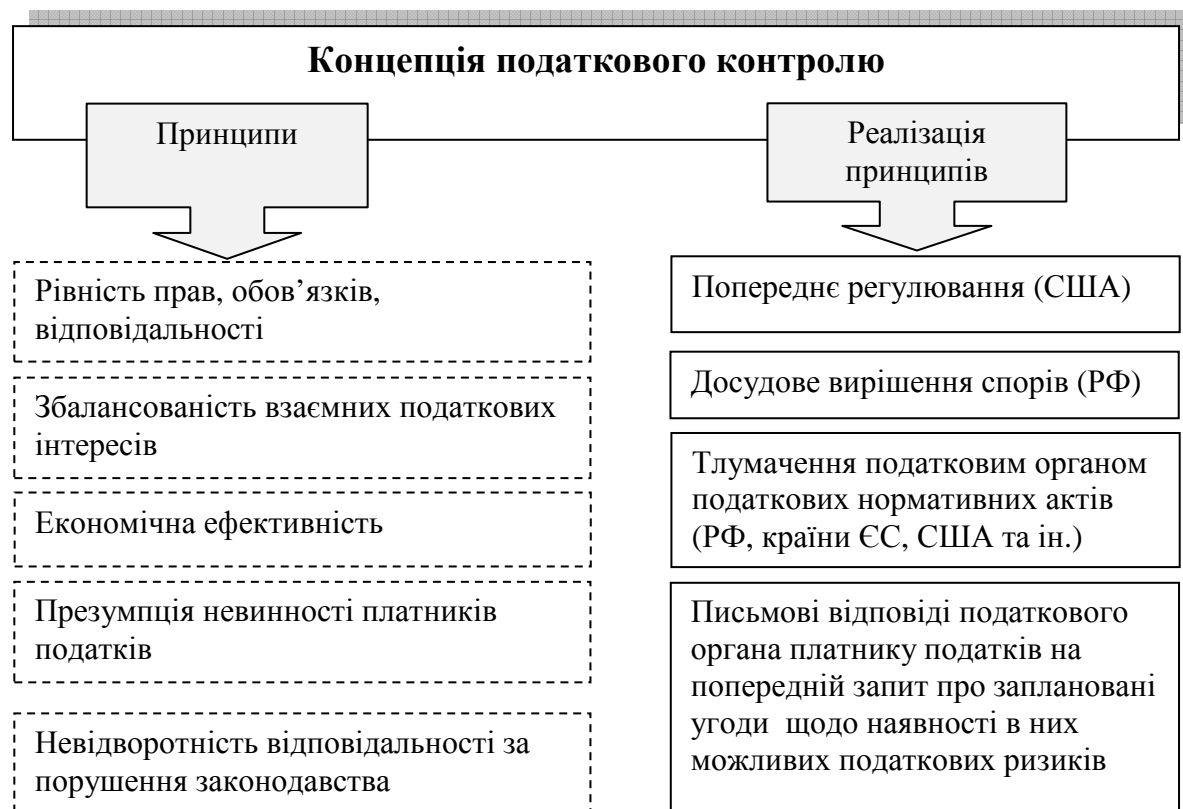 Концепція податкового контролю
Принципи
Рівність прав, обов’язків,
відповідальності
Збалансованість взаємних податкових
інтересів
Економічна ефективність
Презумпція невинності платників
податків
Невідворотність відповідальності за
порушення законодавства
Реалізація
принципів
Попереднє регулювання (США)
Досудове вирішення спорів (РФ)
Тлумачення податковим органом
податкових нормативних актів
(РФ, країни ЄС, США та ін.)
Письмові відповіді податкового
органа платнику податків на
попередній запит про заплановані
угоди щодо наявності в них
можливих податкових ризиків